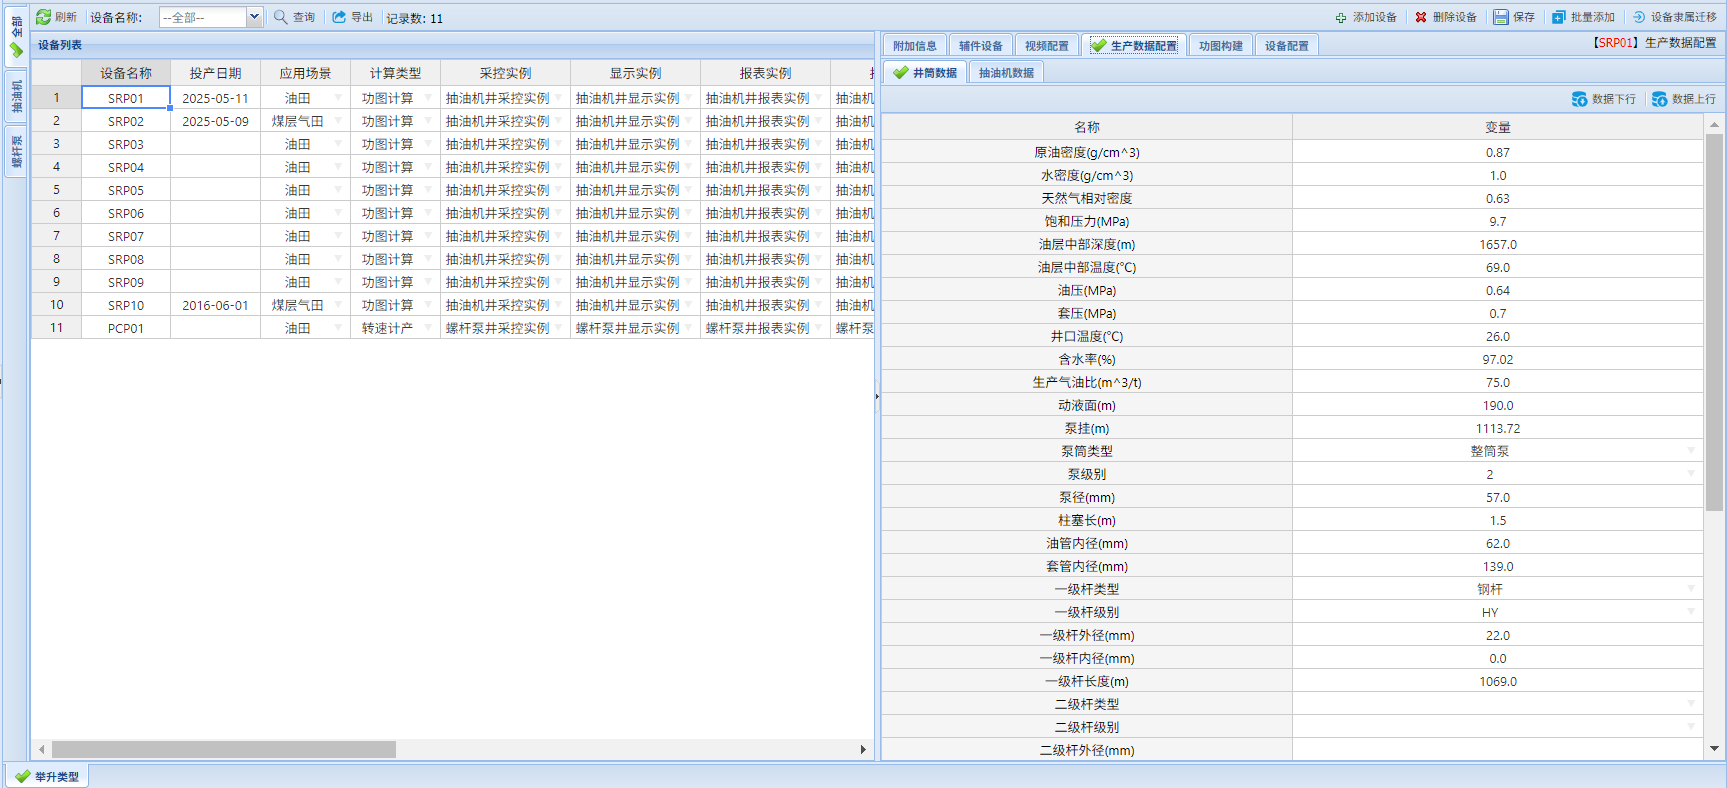 全部
抽油机
螺杆泵
刷新 设备名称: --全部-- 查询 导出 记录数: 11 添加设备 删除设备 保存 批量添加 设备隶属迁移
设备列表
设备名称 投产日期 应用场景 计算类型 采控实例 显示实例 报表实例
1 SRP01 2025-05-11 油田 功图计算 抽油机井采控实例 抽油机井显示实例 抽油机井报表实例 抽油机
2 SRP02 2025-05-09 煤层气田 功图计算 抽油机井采控实例 抽油机井显示实例 抽油机井报表实例 抽油机
3 SRP03 油田 功图计算 抽油机井采控实例 抽油机井显示实例 抽油机井报表实例 抽油机
4 SRP04 油田 功图计算 抽油机井采控实例 抽油机井显示实例 抽油机井报表实例 抽油机
5 SRP05 油田 功图计算 抽油机井采控实例 抽油机井显示实例 抽油机井报表实例 抽油机
6 SRP06 油田 功图计算 抽油机井采控实例 抽油机井显示实例 抽油机井报表实例 抽油机
7 SRP07 油田 功图计算 抽油机井采控实例 抽油机井显示实例 抽油机井报表实例 抽油机
8 SRP08 油田 功图计算 抽油机井采控实例 抽油机井显示实例 抽油机井报表实例 抽油机
9 SRP09 油田 功图计算 抽油机井采控实例 抽油机井显示实例 抽油机井报表实例 抽油机
10 SRP10 2016-06-01 煤层气田 功图计算 抽油机井采控实例 抽油机井显示实例 抽油机井报表实例 抽油机
11 PCP01 油田 转速计产 螺杆泵井采控实例 螺杆泵井显示实例 螺杆泵井报表实例 螺杆泵
附加信息 辅件设备 视频配置 生产数据配置 功图构建 设备配置 【SRP01】生产数据配置
井筒数据 抽油机数据
数据下行 数据上行
名称 变量
原油密度(g/cm^3) 0.87
水密度(g/cm^3) 1.0
天然气相对密度 0.63
饱和压力(MPa) 9.7
油层中部深度(m) 1657.0
油层中部温度(℃) 69.0
油压(MPa) 0.64
套压(MPa) 0.7
井口温度(℃) 26.0
含水率(%) 97.02
生产气油比(m^3/t) 75.0
动液面(m) 190.0
泵挂(m) 1113.72
泵筒类型 整筒泵
泵级别 2
泵径(mm) 57.0
柱塞长(m) 1.5
油管内径(mm) 62.0
套管内径(mm) 139.0
一级杆类型 钢杆
一级杆级别 HY
一级杆外径(mm) 22.0
一级杆内径(mm) 0.0
一级杆长度(m) 1069.0
二级杆类型
二级杆级别
二级杆外径(mm)
举升类型